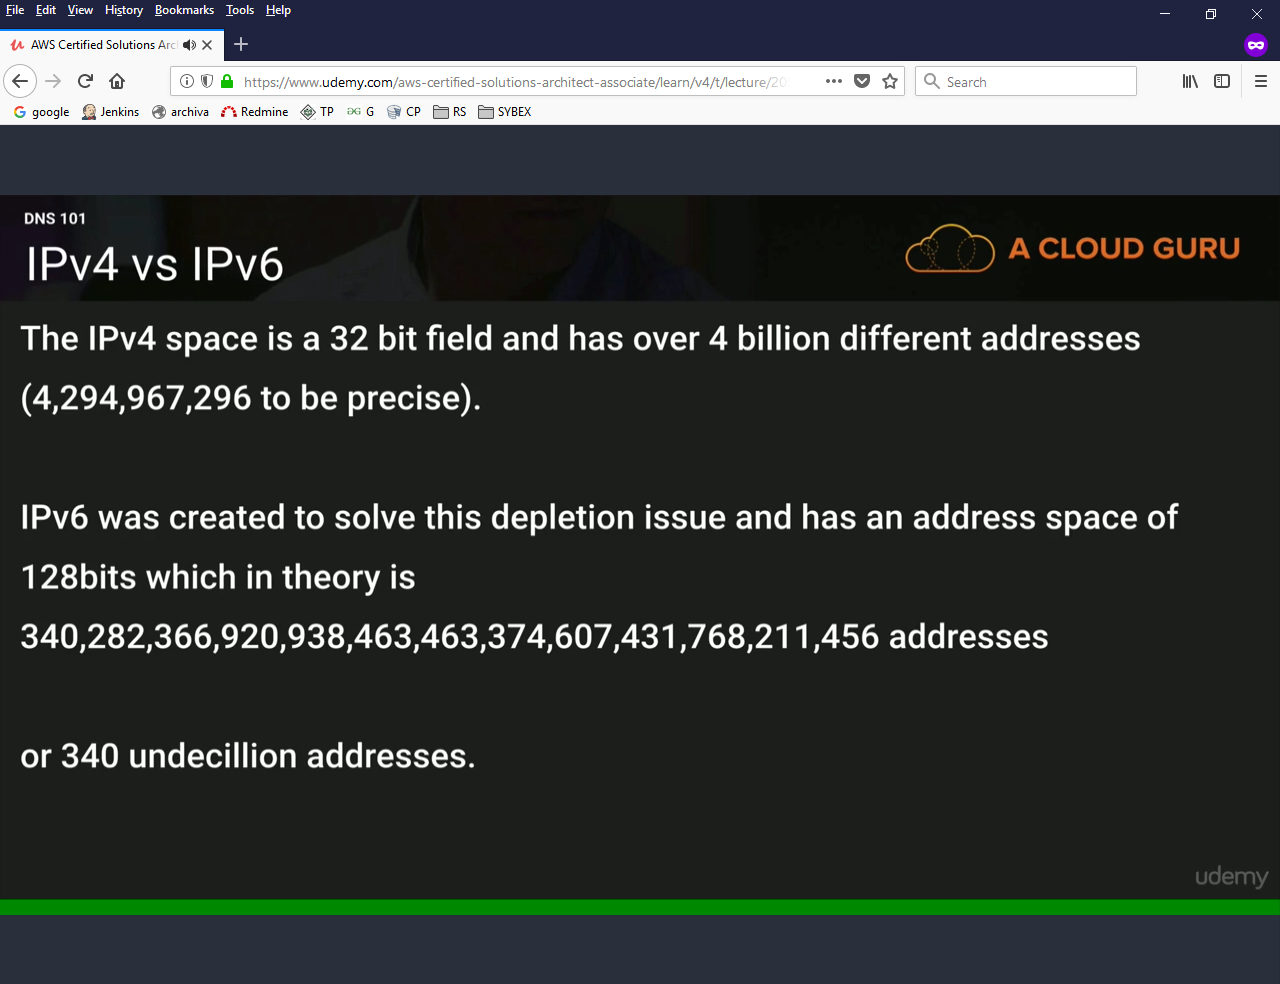 File Edit View History Bookmarks Tools Help
AWS Certified Solutions Arc
https://www.udemy.com/aws-certified-solutions-architect-associate/learn/v4/t/lecture/20
Search
google Jenkins archiva Redmine TP G CP RS SYBEX
DNS 101
IPv4 vs IPv6
A CLOUD GURU
The IPv4 space is a 32 bit field and has over 4 billion different addresses
(4,294,967,296 to be precise).
IPv6 was created to solve this depletion issue and has an address space of
128bits which in theory is
340,282,366,920,938,463,463,374,607,431,768,211,456 addresses
or 340 undecillion addresses.
udemy